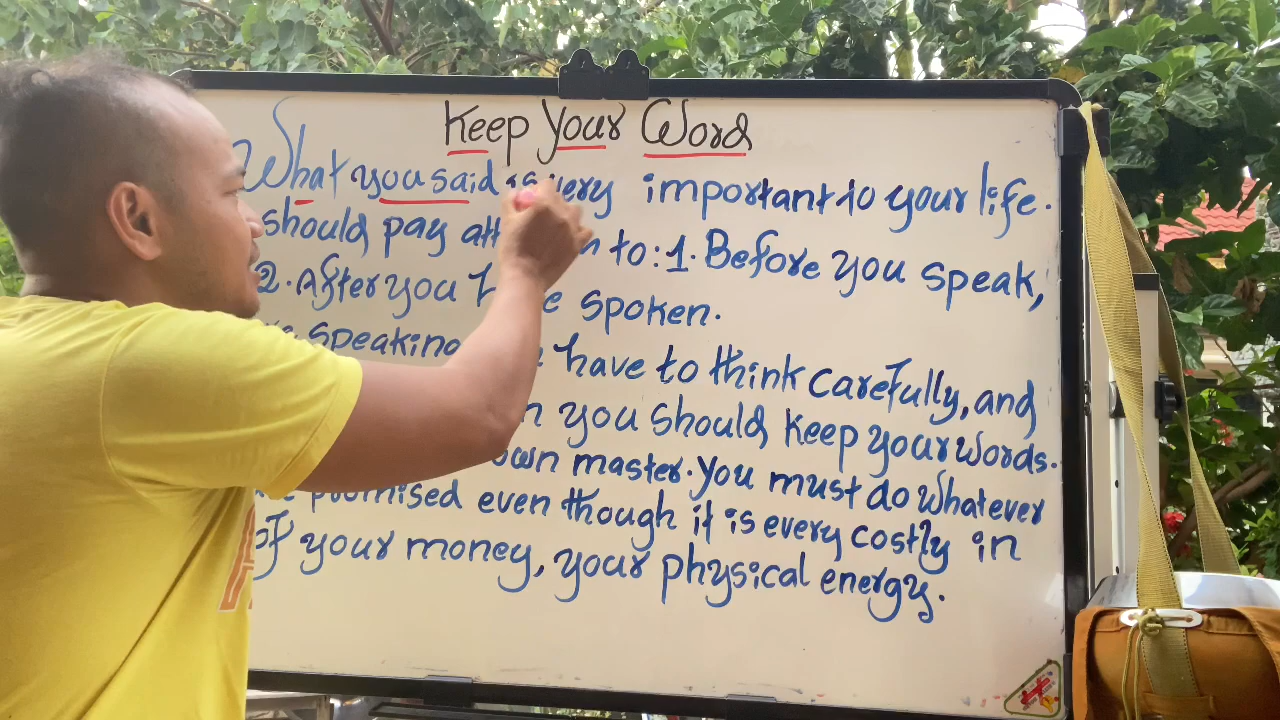 Keep Your Word
What you said is very important to your life.
should pay to: 1. Before you speak,
2. After you spoken.
speaking have to think carefully, and
you should keep your words.
own master. You must do whatever
promised even though it is every costly in
of your money, your physical energy.